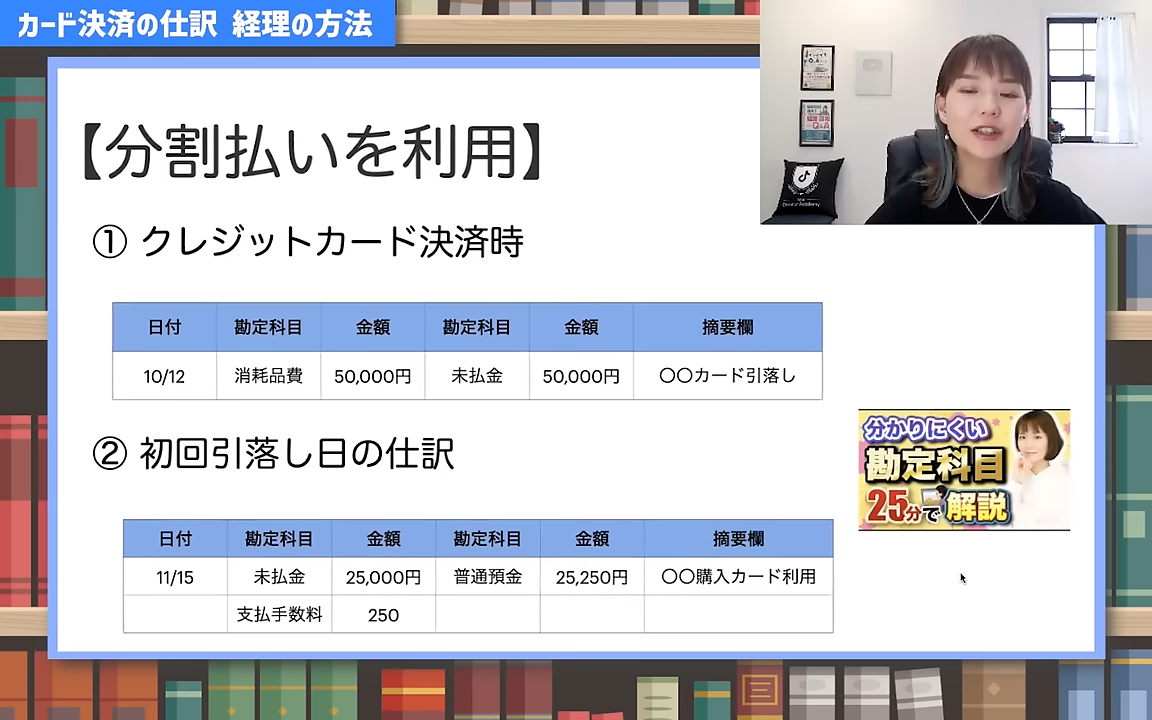 カード決済の仕訳 経理の方法
【分割払いを利用】
① クレジットカード決済時
日付 勘定科目 金額 勘定科目 金額 摘要欄
10/12 消耗品費 50,000円 未払金 50,000円 〇〇カード引落し
② 初回引落し日の仕訳
日付 勘定科目 金額 勘定科目 金額 摘要欄
11/15 未払金 25,000円 普通預金 25,250円 〇〇購入カード利用
支払手数料 250
分かりにくい
勘定科目
25分で解説
Q&A